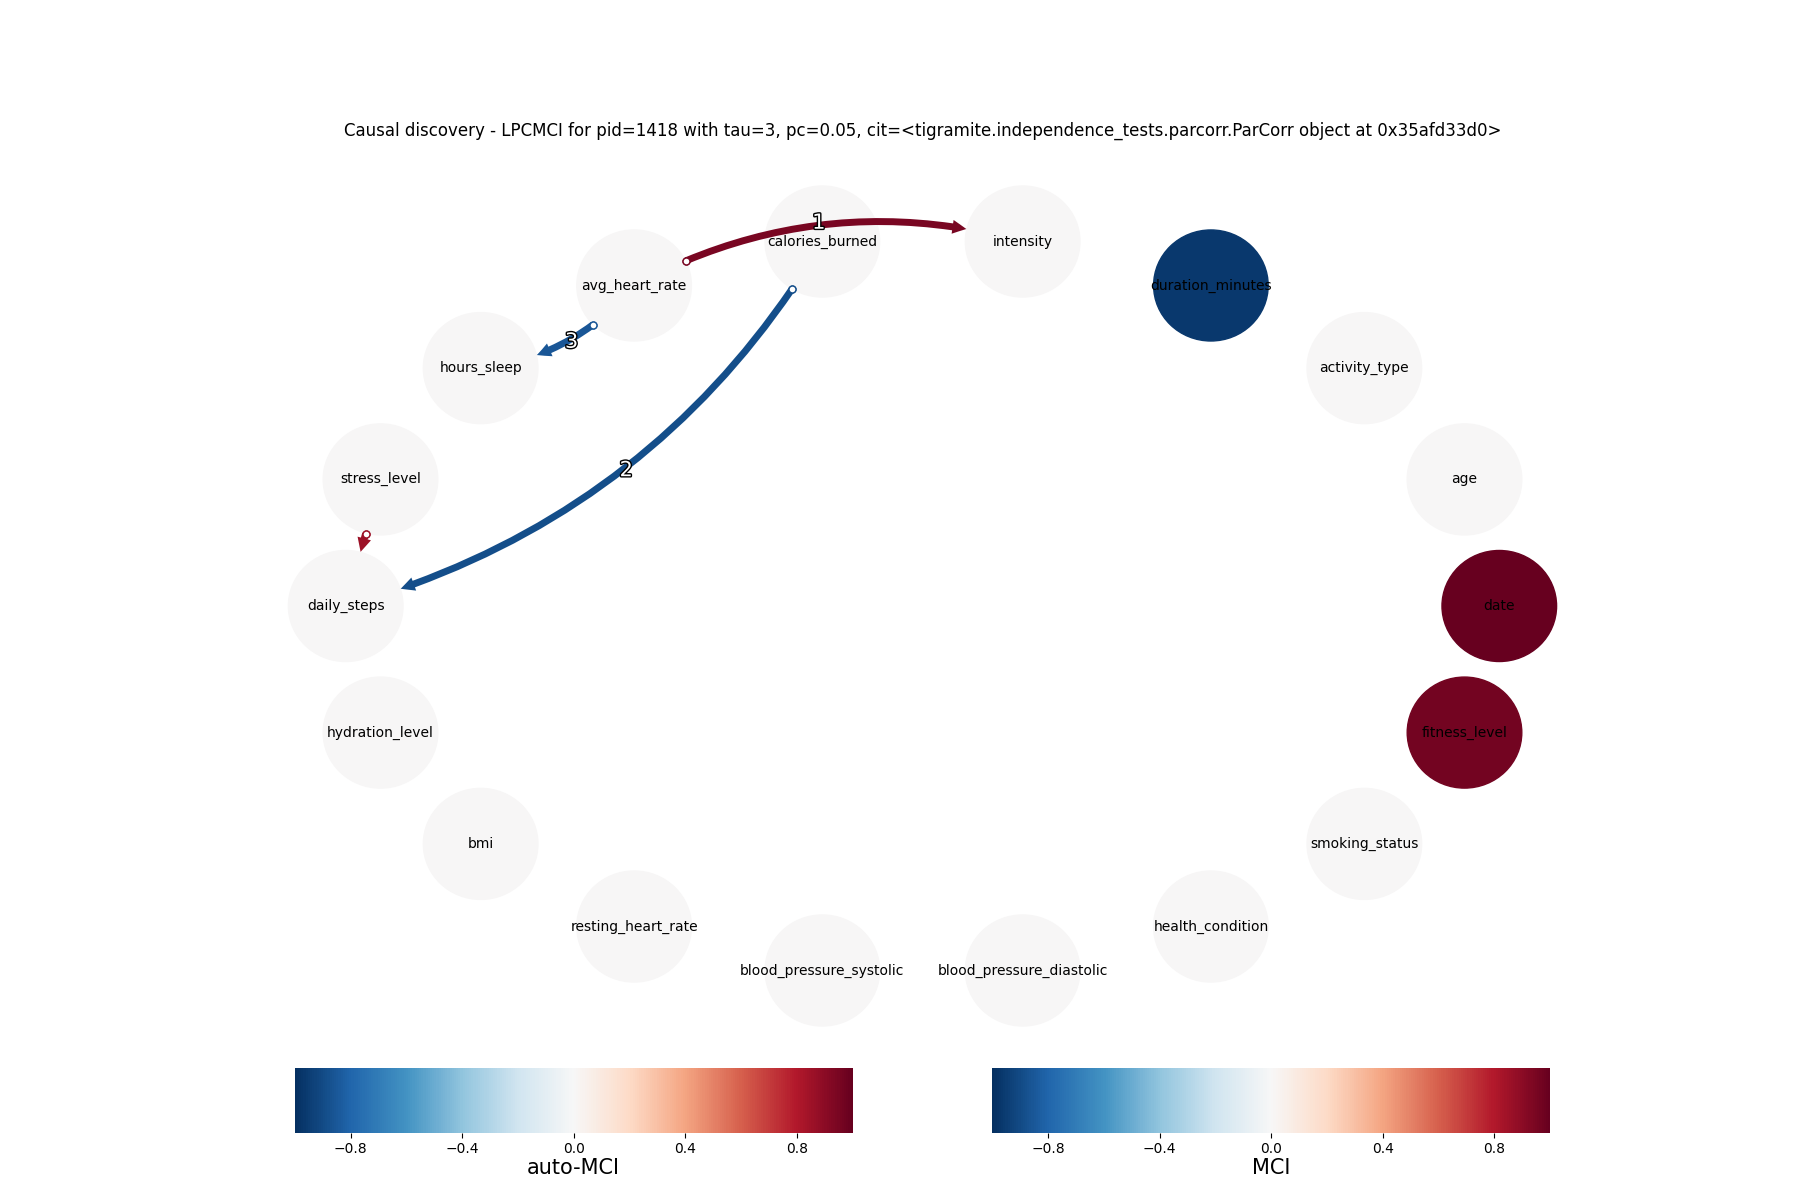 Causal discovery - LPCMCI for pid=1418 with tau=3, pc=0.05, cit=<tigramite.independence_tests.parcorr.ParCorr object at 0x35afd33d0>
1
calories_burned
intensity
avg_heart_rate
duration_minutes
3
hours_sleep
activity_type
2
stress_level
age
daily_steps
date
hydration_level
fitness_level
bmi
smoking_status
resting_heart_rate
health_condition
blood_pressure_systolic
blood_pressure_diastolic
−0.8 −0.4 0.0 0.4 0.8
auto-MCI
−0.8 −0.4 0.0 0.4 0.8
MCI